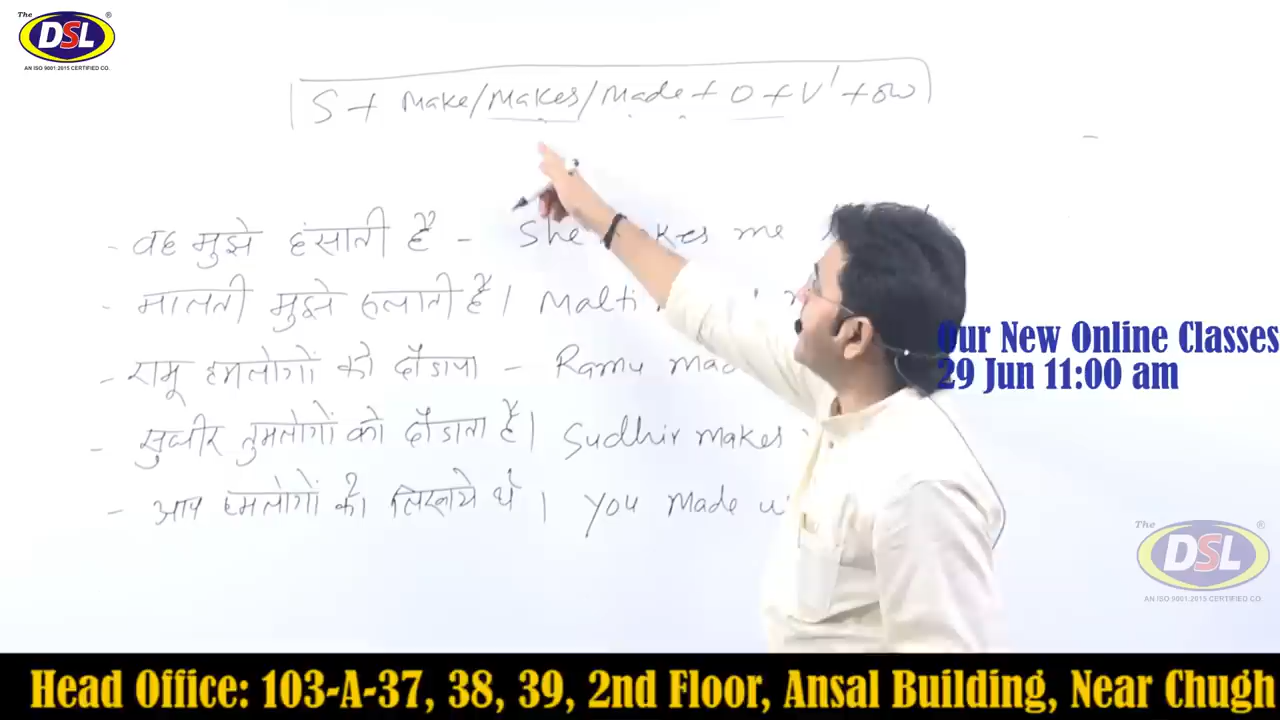 The
DSL
®
AN ISO 9001:2015 CERTIFIED CO.
S + Make/Makes/Made + O + V¹ + OW
- वह मुझे हंसाती है - She makes me
- मालती मुझे रुलाती है। Malti
- रामू हमलोगों को दौडाया - Ramu Mad
- सुधीर तुमलोगों को दौडाता है। Sudhir makes
- आप हमलोगों को लिखाये थे। You Made u
Our New Online Classes
29 Jun 11:00 am
The
DSL
®
AN ISO 9001:2015 CERTIFIED CO.
Head Office: 103-A-37, 38, 39, 2nd Floor, Ansal Building, Near Chugh